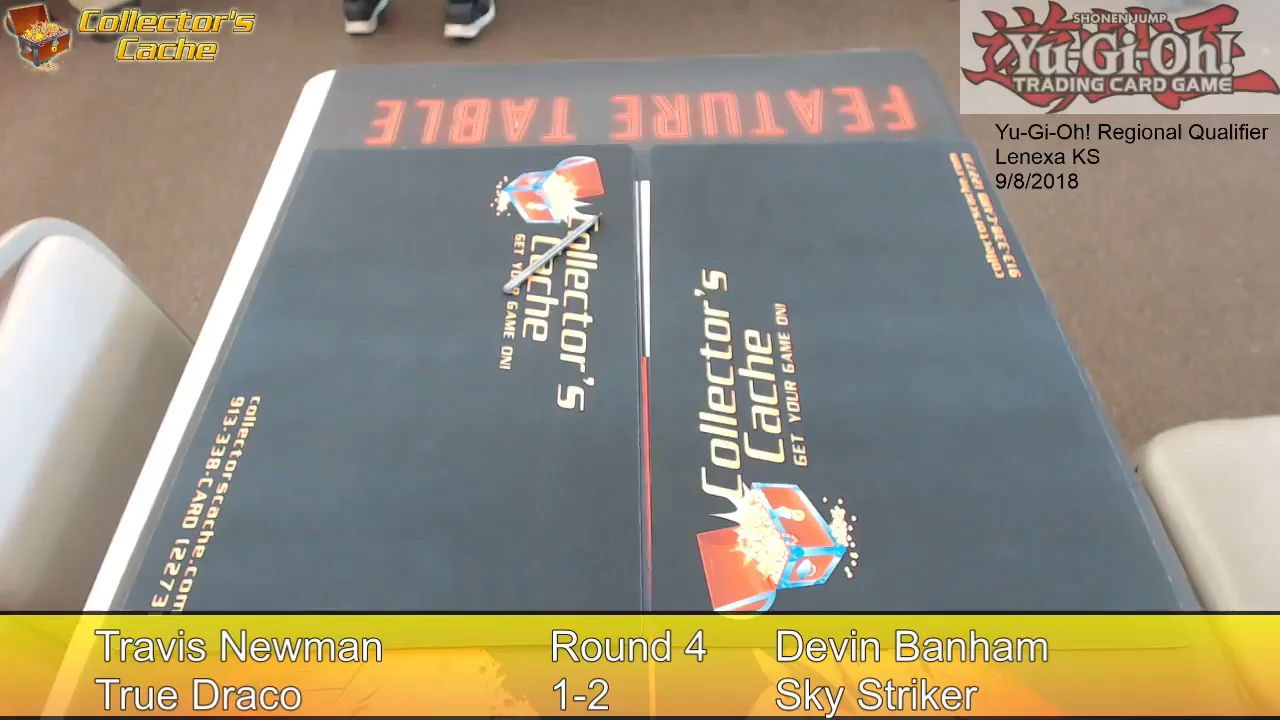 Collector's
Cache
SHONEN JUMP
Yu-Gi-Oh!
TRADING CARD GAME
Yu-Gi-Oh! Regional Qualifier
Lenexa KS
9/8/2018
FEATURE TABLE
Collector's
Cache
GET YOUR GAME ON!
collectorscache.com
913.338.CARD (2273
Collector's
Cache
GET YOUR GAME ON!
Travis Newman
Round 4
Devin Banham
True Draco
1-2
Sky Striker